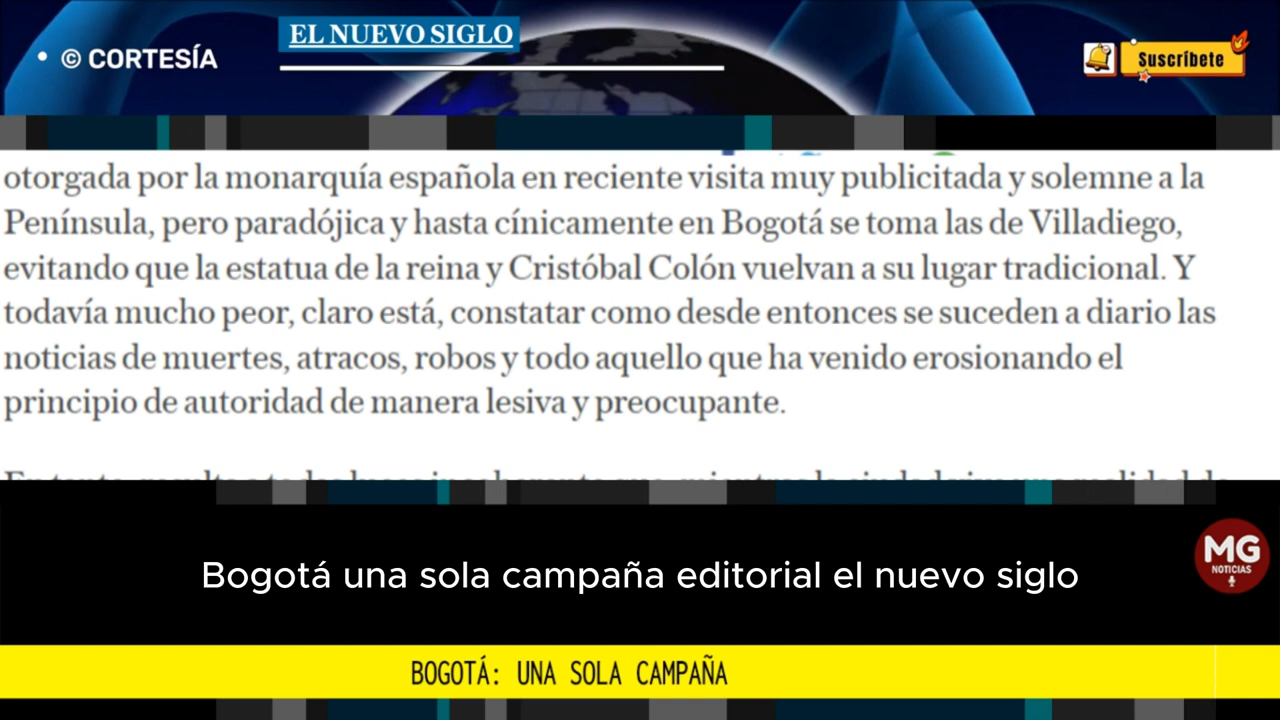 EL NUEVO SIGLO
• © CORTESÍA
Suscríbete
otorgada por la monarquía española en reciente visita muy publicitada y solemne a la
Península, pero paradójica y hasta cínicamente en Bogotá se toma las de Villadiego,
evitando que la estatua de la reina y Cristóbal Colón vuelvan a su lugar tradicional. Y
todavía mucho peor, claro está, constatar como desde entonces se suceden a diario las
noticias de muertes, atracos, robos y todo aquello que ha venido erosionando el
principio de autoridad de manera lesiva y preocupante.
Bogotá una sola campaña editorial el nuevo siglo
MG
NOTICIAS
BOGOTÁ: UNA SOLA CAMPAÑA